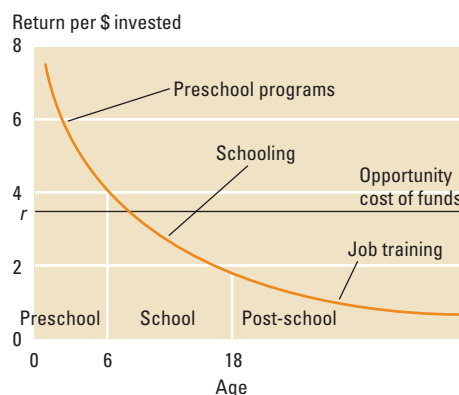 Return per $ invested
8
Preschool programs
6
Schooling
Opportunity
cost of funds
4
r
Job training
2
Preschool
School
Post-school
0
0
6
18
Age